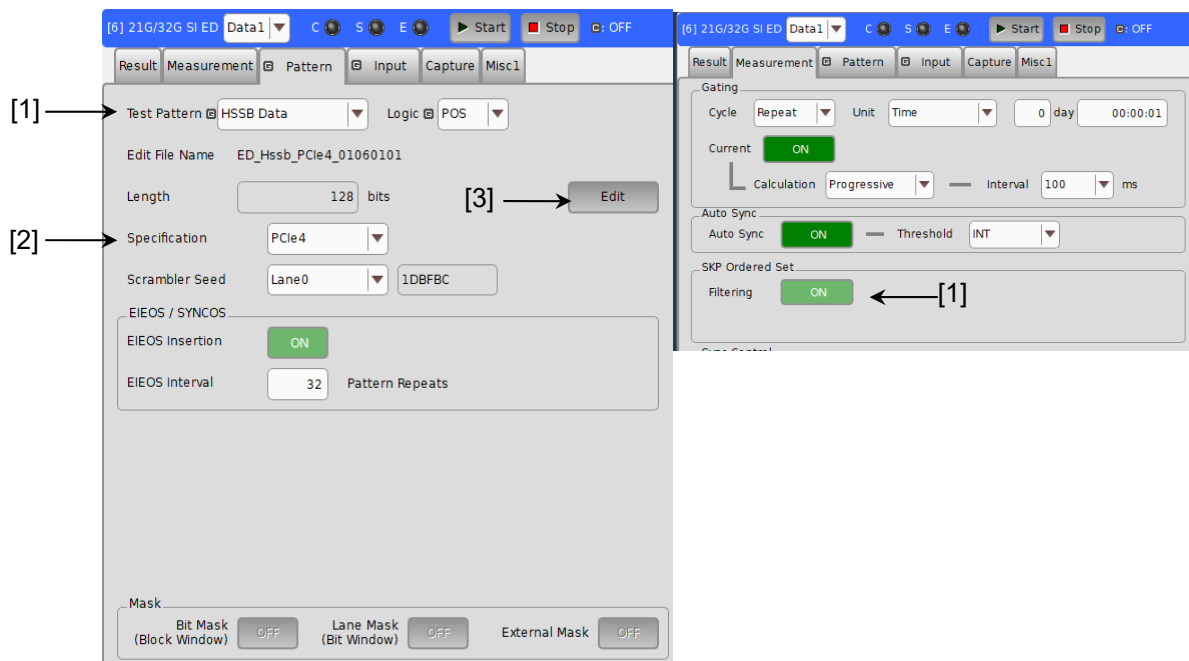 [6] 21G/32G SI ED Data1 C S E Start Stop G: OFF
Result Measurement G Pattern G Input Capture Misc1
[1] Test Pattern G HSSB Data Logic G POS
Edit File Name ED_Hssb_PCIe4_01060101
Length 128 bits [3] Edit
[2] Specification PCIe4
Scrambler Seed Lane0 1DBFBC
EIEOS / SYNCOS
EIEOS Insertion ON
EIEOS Interval 32 Pattern Repeats
Mask
Bit Mask
(Block Window) OFF
Lane Mask
(Bit Window) OFF
External Mask OFF
[6] 21G/32G SI ED Data1 C S E Start Stop G: OFF
Result Measurement G Pattern G Input Capture Misc1
Gating
Cycle Repeat Unit Time 0 day 00:00:01
Current ON
Calculation Progressive Interval 100 ms
Auto Sync
Auto Sync ON Threshold INT
SKP Ordered Set
Filtering ON [1]